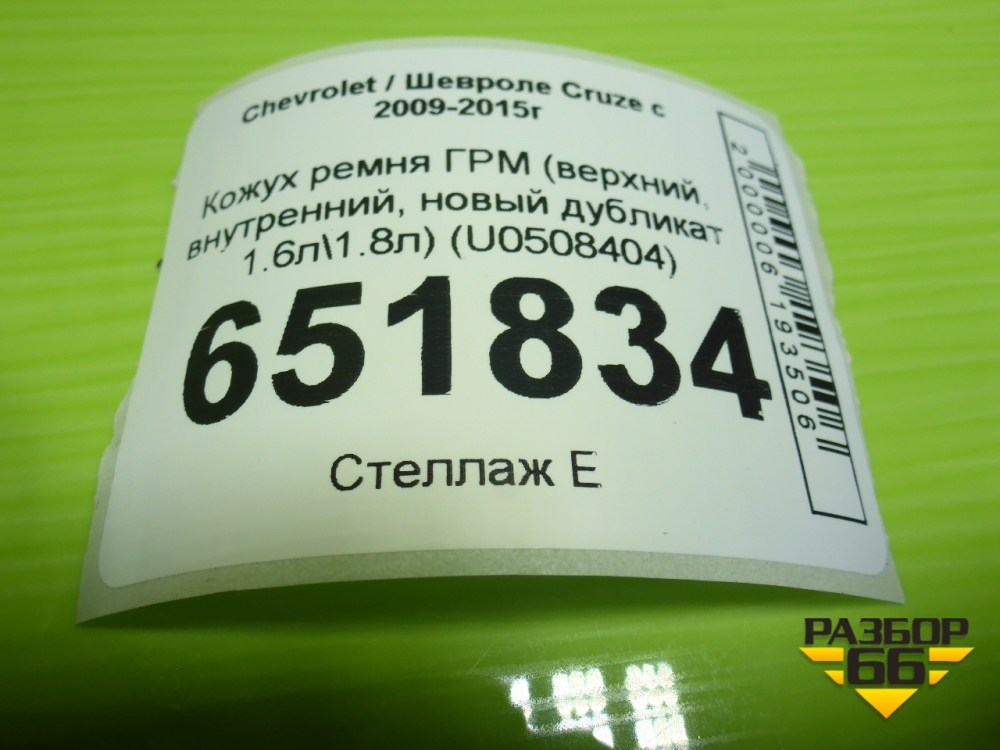 Chevrolet / Шевроле Cruze с
2009-2015г
Кожух ремня ГРМ (верхний,
внутренний, новый дубликат
1.6л\1.8л) (U0508404)
651834
Стеллаж Е
2000006193506
РАЗБОР
66